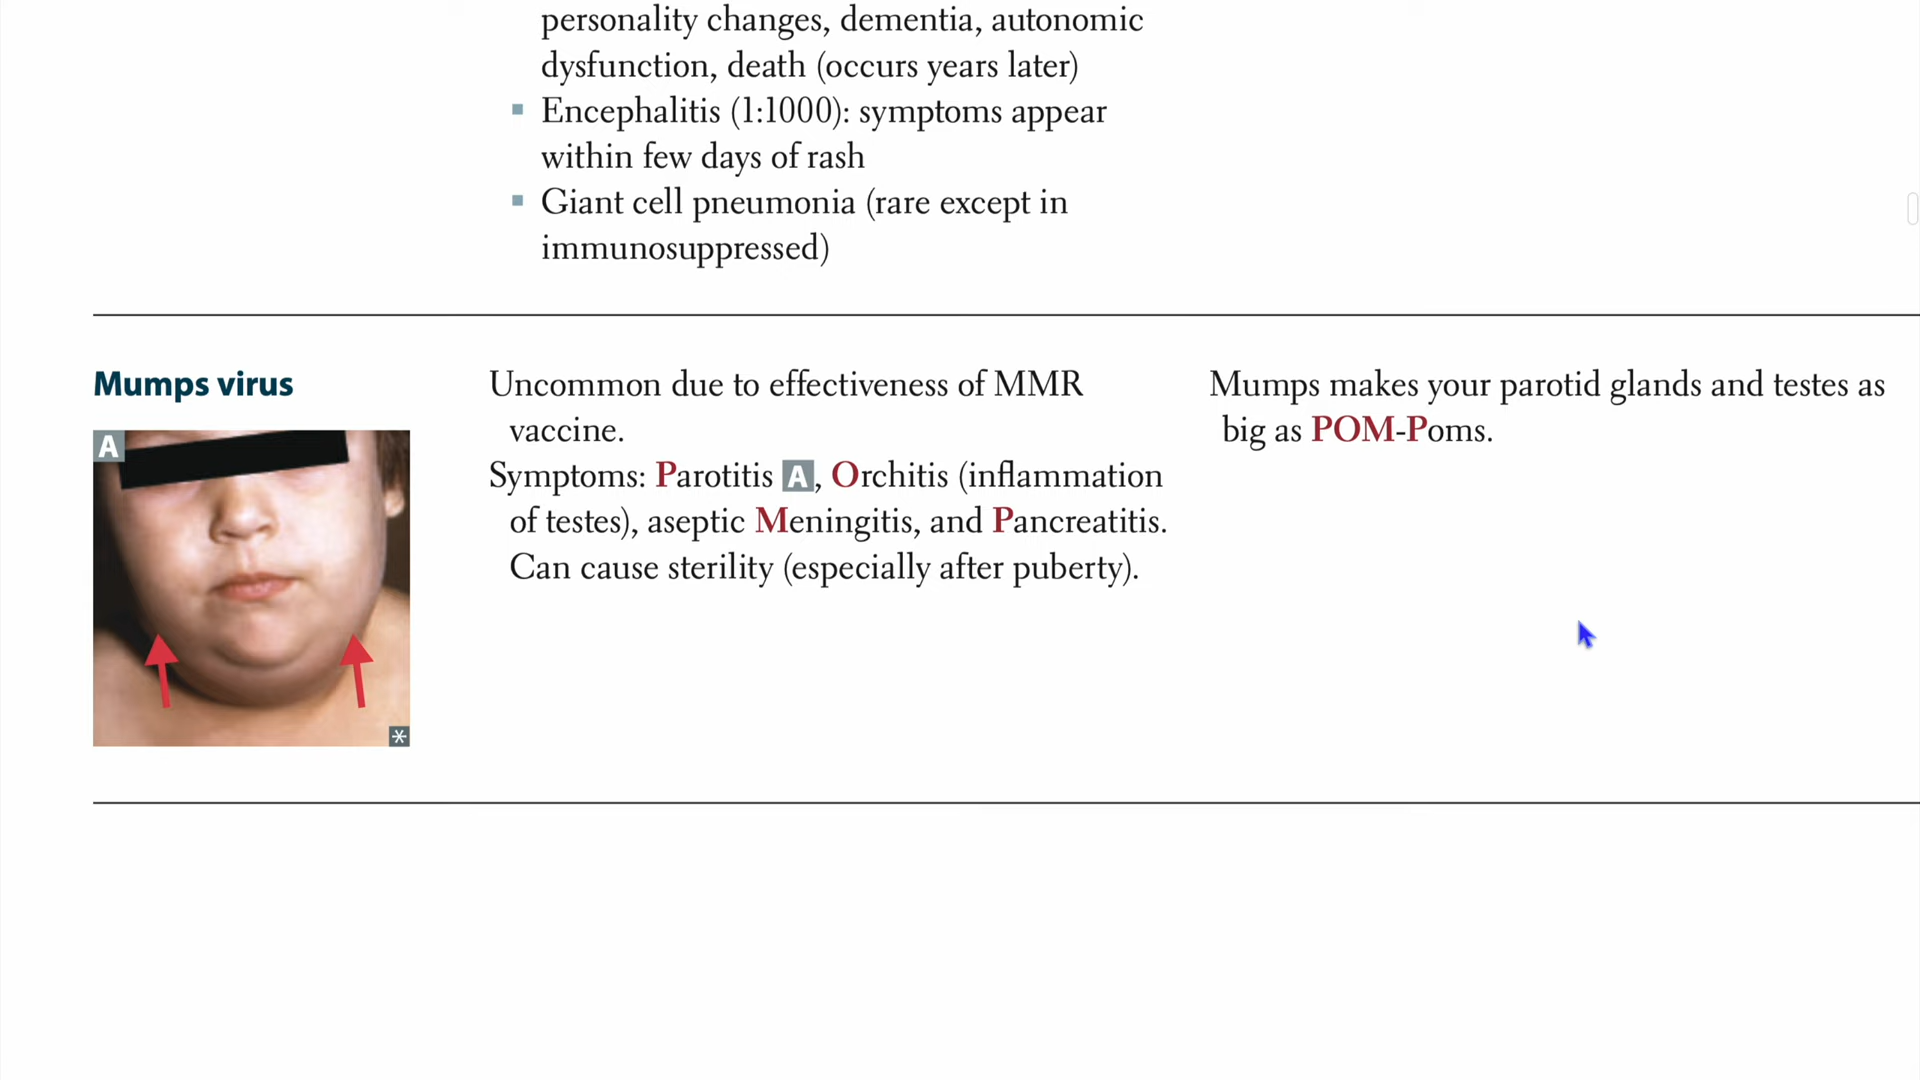 personality changes, dementia, autonomic
dysfunction, death (occurs years later)
▪ Encephalitis (1:1000): symptoms appear
within few days of rash
▪ Giant cell pneumonia (rare except in
immunosuppressed)
Mumps virus
A
Uncommon due to effectiveness of MMR
vaccine.
Symptoms: Parotitis A, Orchitis (inflammation
of testes), aseptic Meningitis, and Pancreatitis.
Can cause sterility (especially after puberty).
Mumps makes your parotid glands and testes as
big as POM-Poms.